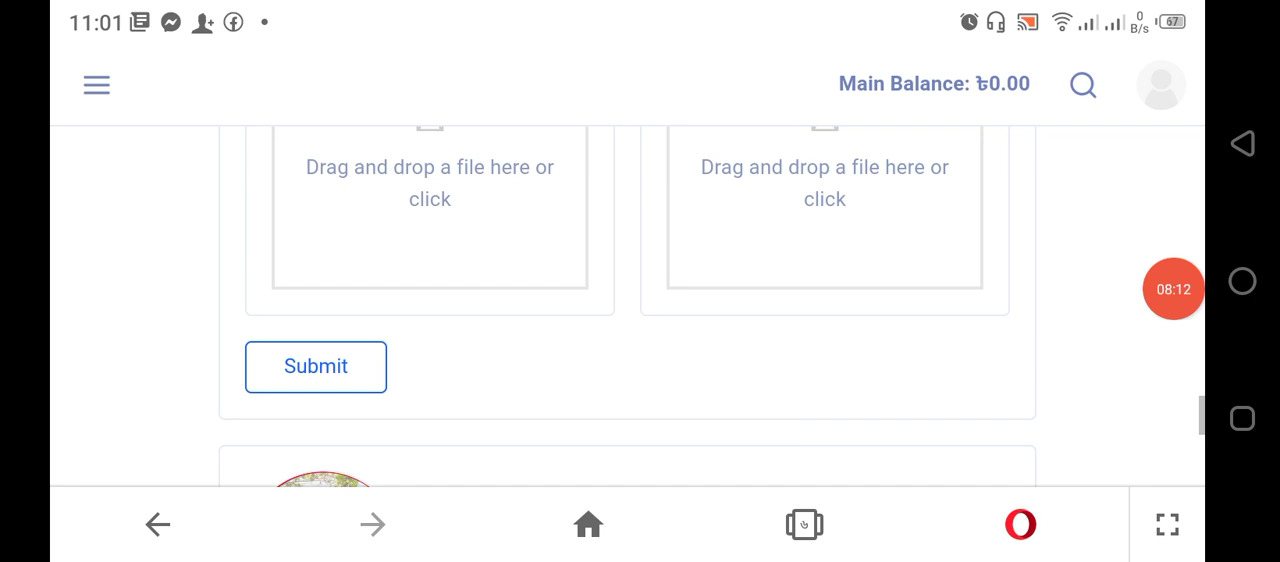 11:01
0
B/s
67
Main Balance: ৳0.00
Drag and drop a file here or
click
Drag and drop a file here or
click
08:12
Submit
৬